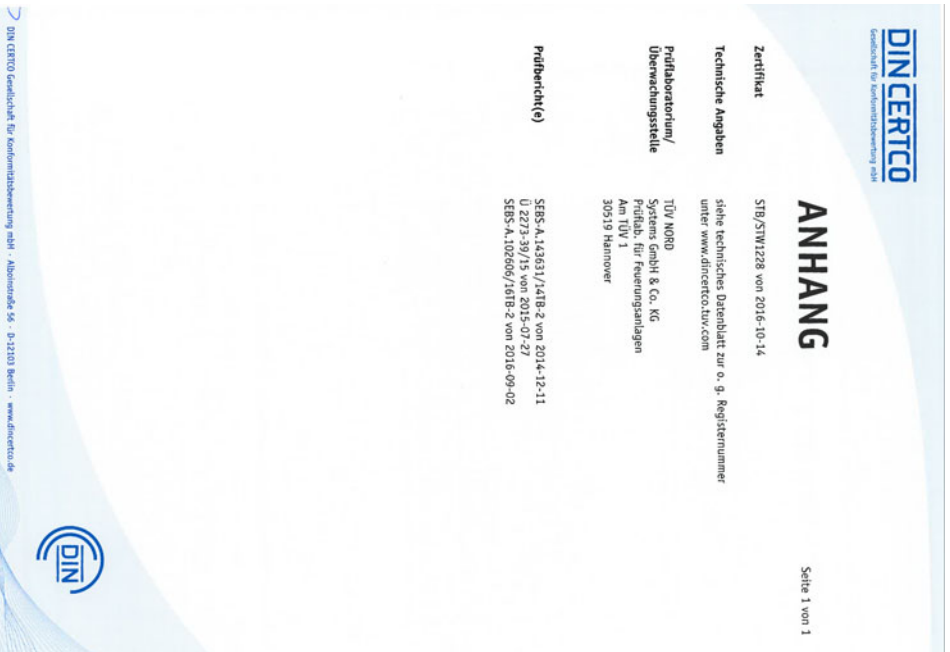 DIN CERTCO
Gesellschaft für Konformitätsbewertung mbH
ANHANG
Seite 1 von 1
Zertifikat
STB/STW1228 von 2016-10-14
Technische Angaben
siehe technisches Datenblatt zur o. g. Registernummer
unter www.dincertco.tuv.com
Prüflaboratorium/
Überwachungsstelle
TÜV NORD
Systems GmbH & Co. KG
Prüflab. für Feuerungsanlagen
Am TÜV 1
30519 Hannover
Prüfbericht(e)
SEBS-A.143631/14TB-2 von 2014-12-11
Ü 2273-39/15 von 2015-07-27
SEBS-A.102606/16TB-2 von 2016-09-02
DIN
DIN CERTCO Gesellschaft für Konformitätsbewertung mbH · Alboinstraße 56 · D-12103 Berlin · www.dincertco.de